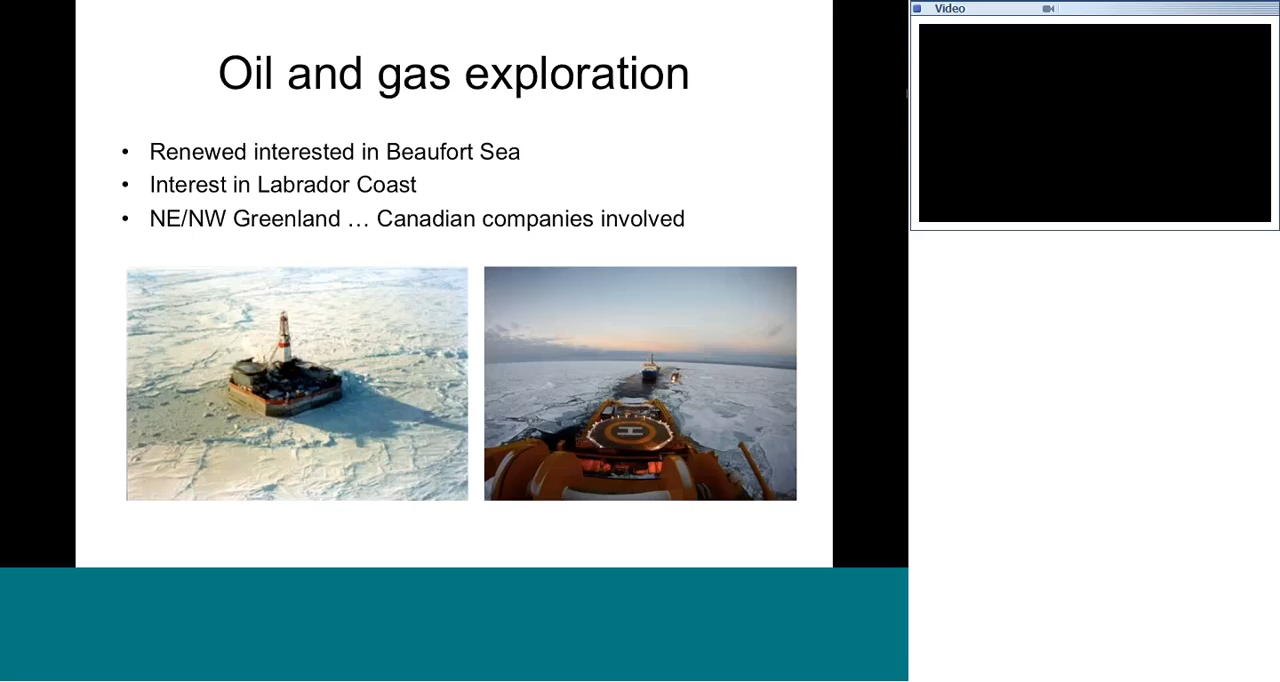 Oil and gas exploration
• Renewed interested in Beaufort Sea
• Interest in Labrador Coast
• NE/NW Greenland … Canadian companies involved
H
Video